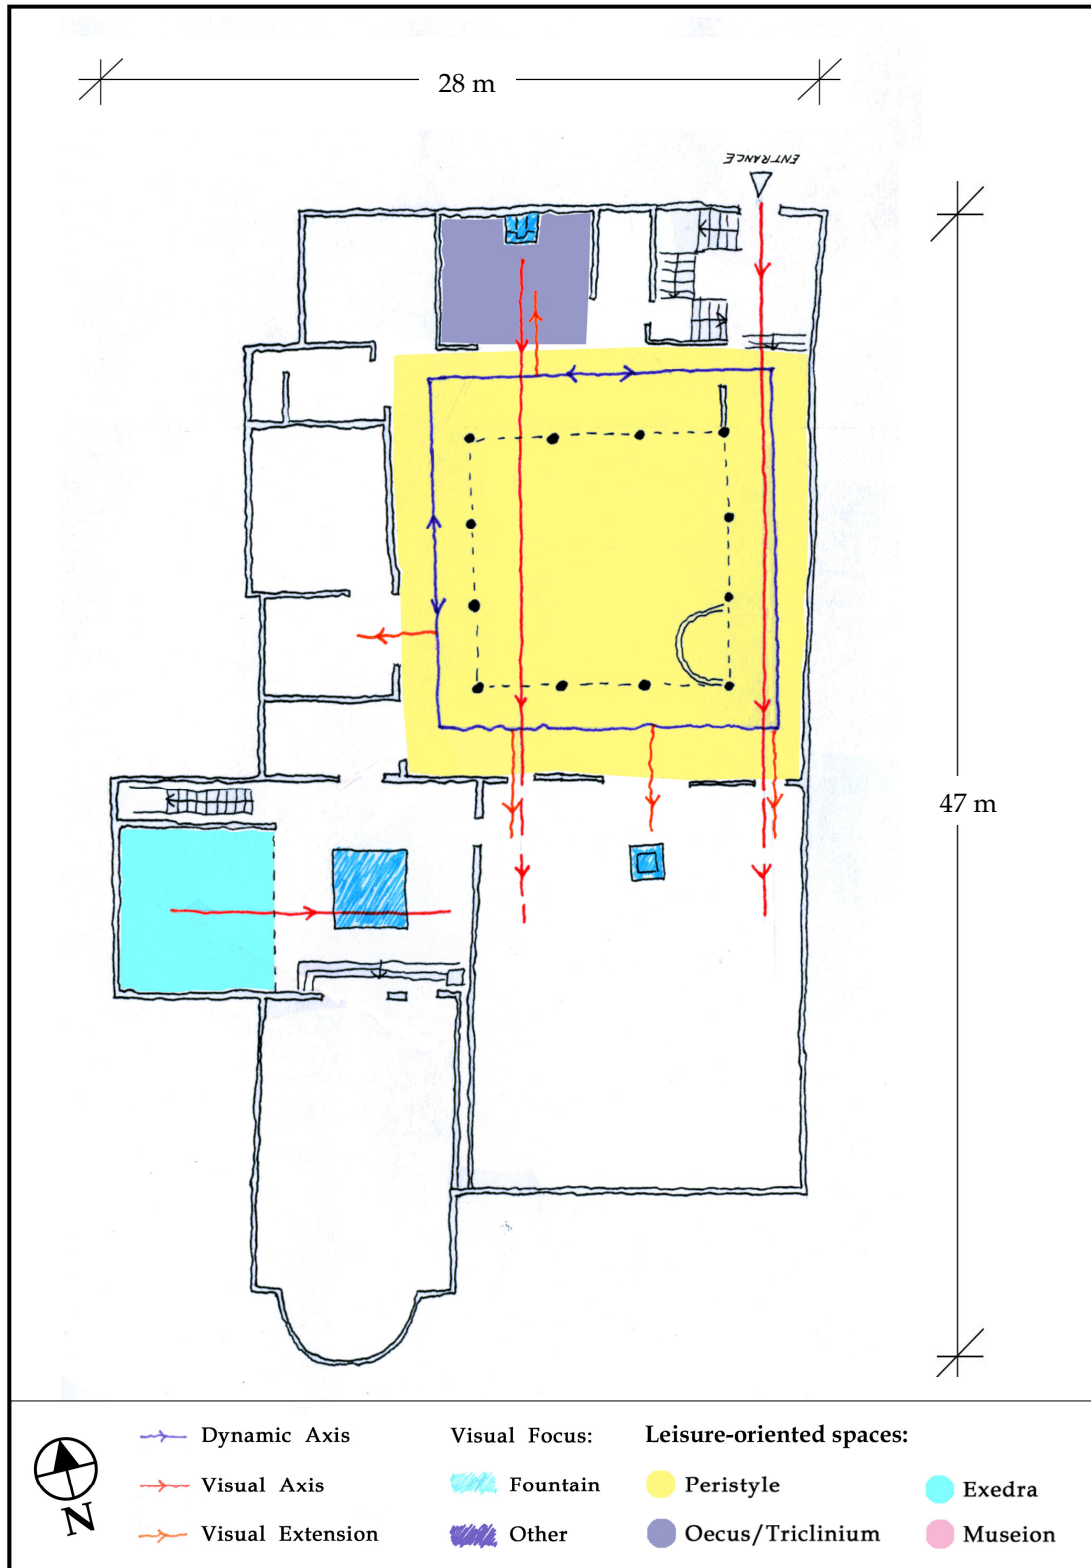 28 m
ENTRANCE
47 m
Dynamic Axis
Visual Axis
Visual Extension
N
Visual Focus:
Fountain
Other
Leisure-oriented spaces:
Peristyle
Oecus/Triclinium
Exedra
Museion